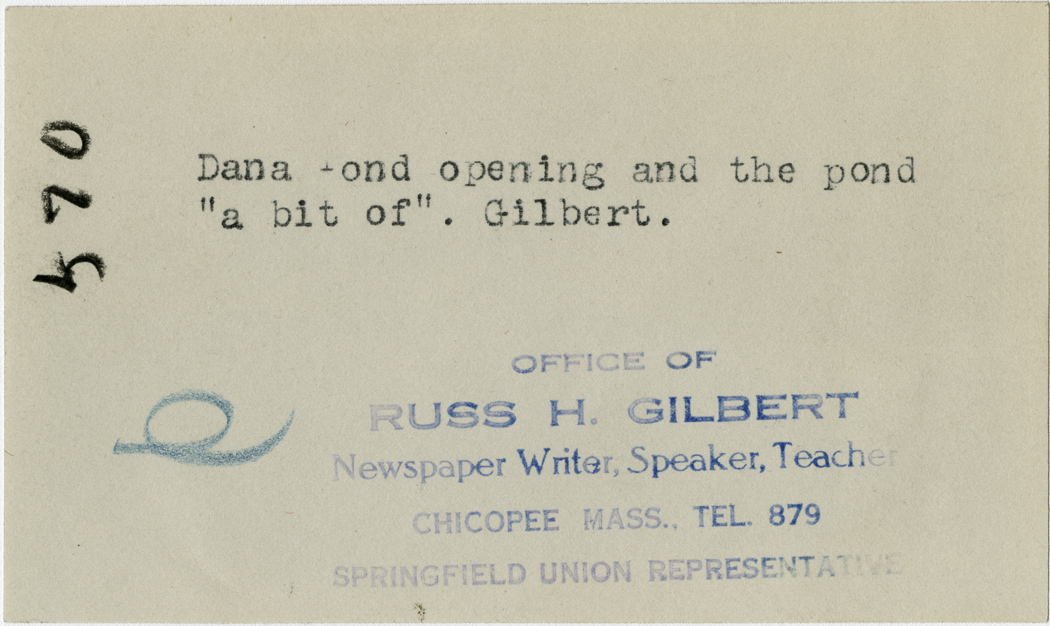 570
Dana -ond opening and the pond
"a bit of". Gilbert.
OFFICE OF
RUSS H. GILBERT
Newspaper Writer, Speaker, Teacher
CHICOPEE MASS., TEL. 879
SPRINGFIELD UNION REPRESENTATIVE